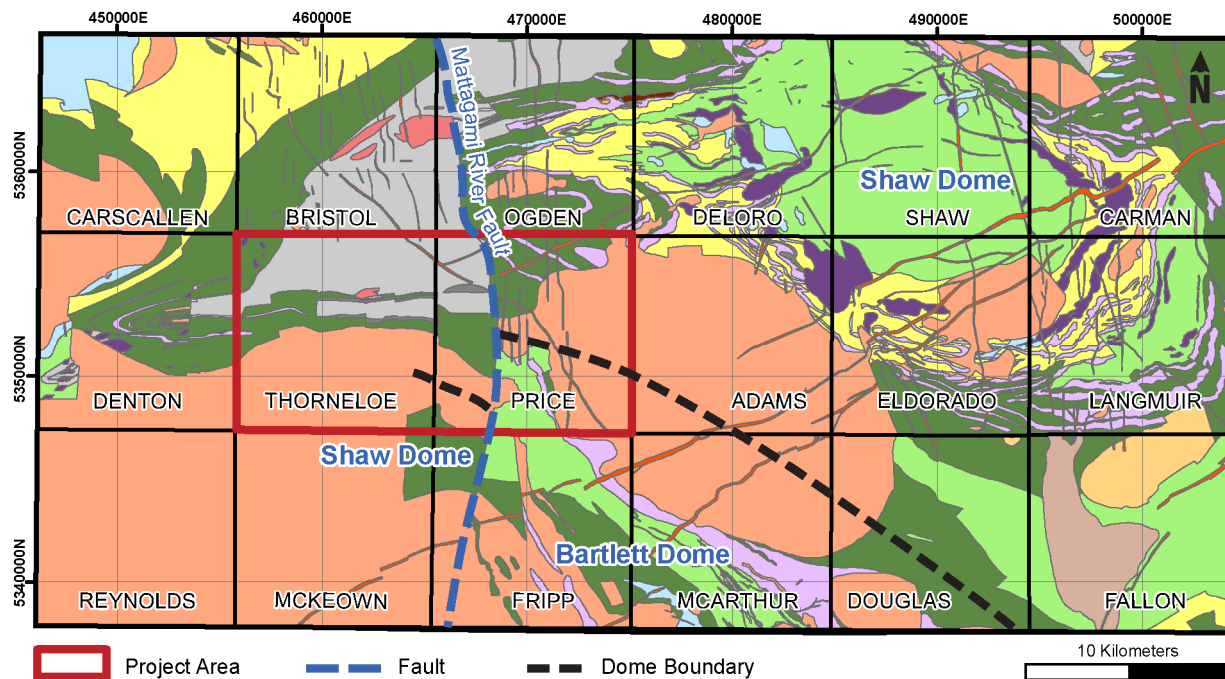 450000E 460000E 470000E 480000E 490000E 500000E
N
5360000N
5350000N
5340000N
Mattagami River Fault
Shaw Dome
CARSCALLEN BRISTOL OGDEN DELORO SHAW CARMAN
DENTON THORNELOE PRICE ADAMS ELDORADO LANGMUIR
Shaw Dome
Bartlett Dome
REYNOLDS MCKEOWN FRIPP MCARTHUR DOUGLAS FALLON
10 Kilometers
Project Area Fault Dome Boundary